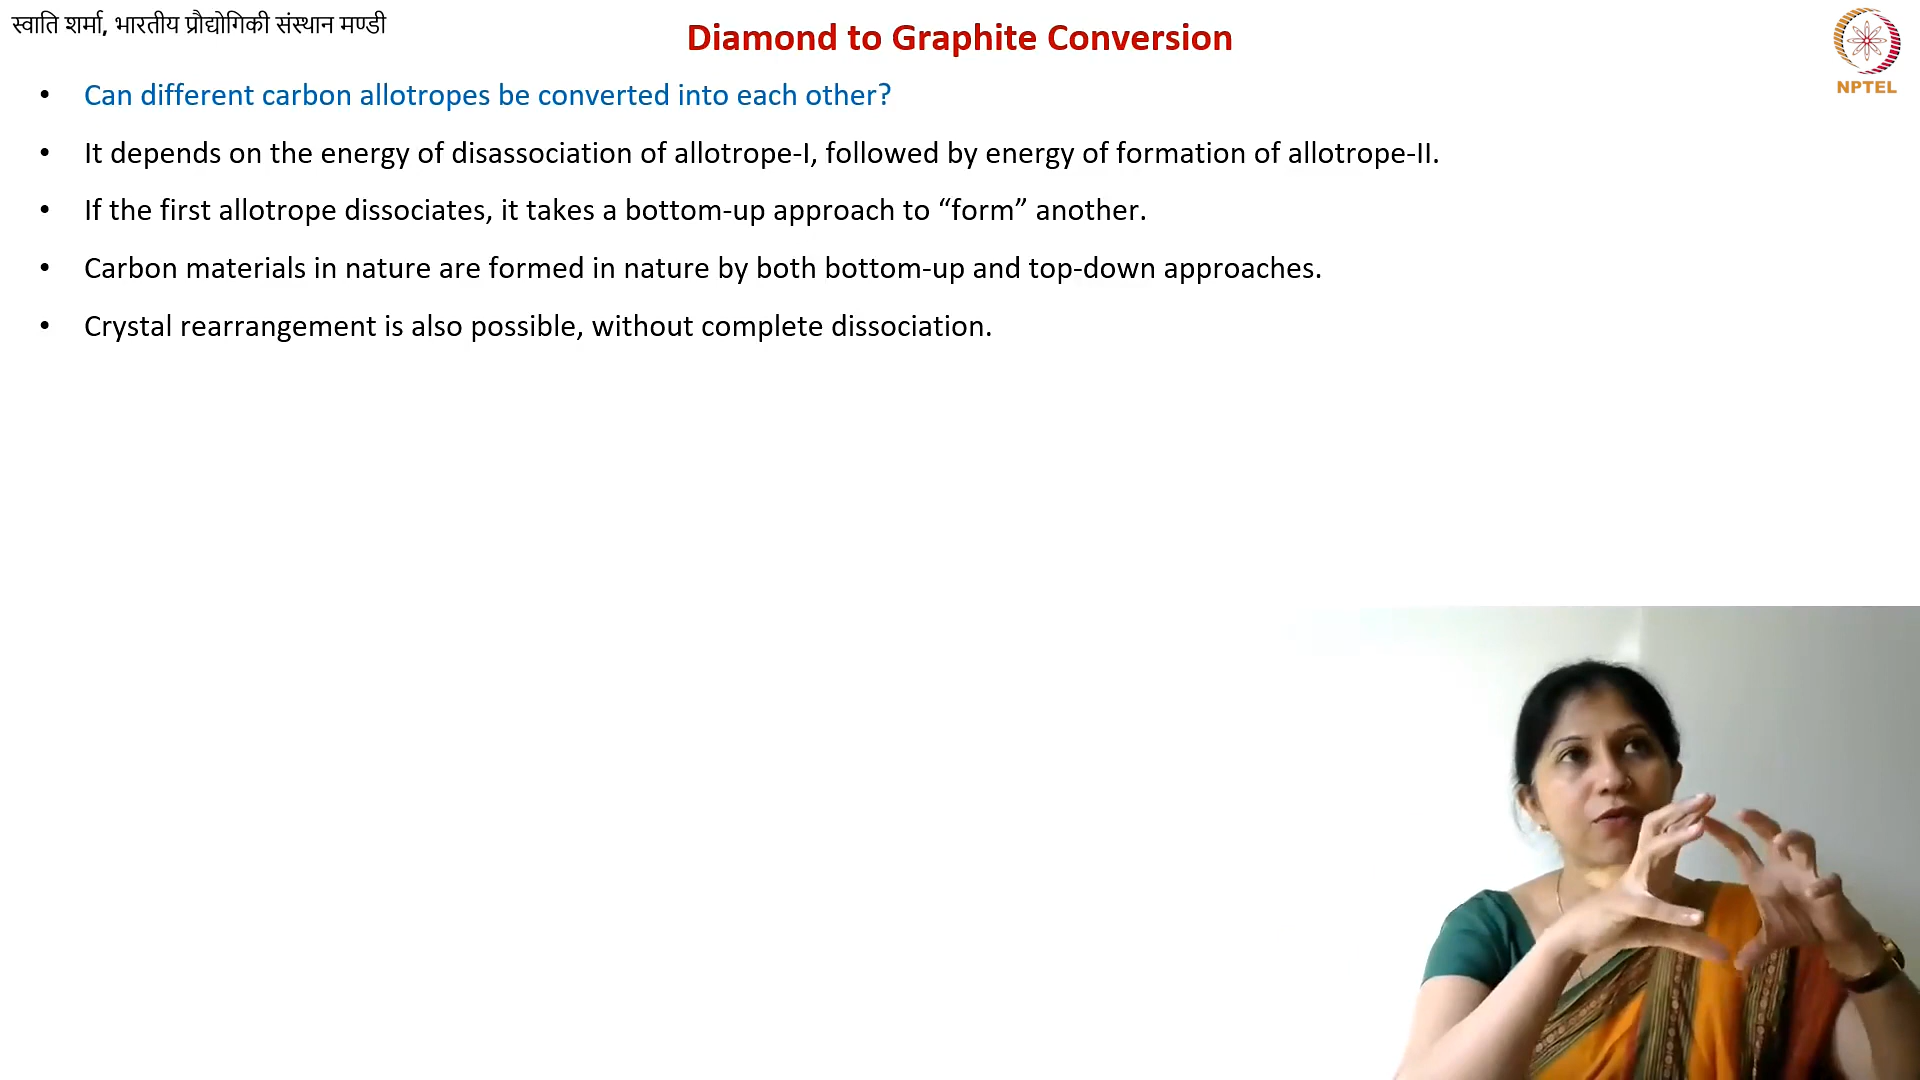 स्वाति शर्मा, भारतीय प्रौद्योगिकी संस्थान मण्डी
Diamond to Graphite Conversion
NPTEL
• Can different carbon allotropes be converted into each other?
• It depends on the energy of disassociation of allotrope-I, followed by energy of formation of allotrope-II.
• If the first allotrope dissociates, it takes a bottom-up approach to “form” another.
• Carbon materials in nature are formed in nature by both bottom-up and top-down approaches.
• Crystal rearrangement is also possible, without complete dissociation.